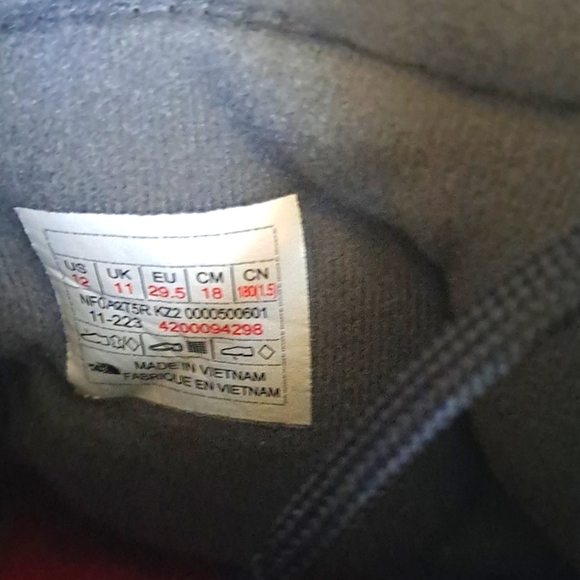 US UK EU CM CN
12 11 29.5 18 180(1.5)
NF0A2T5R KZ2 0000500601
11-223 4200094298
MADE IN VIETNAM
FABRIQUE EN VIETNAM